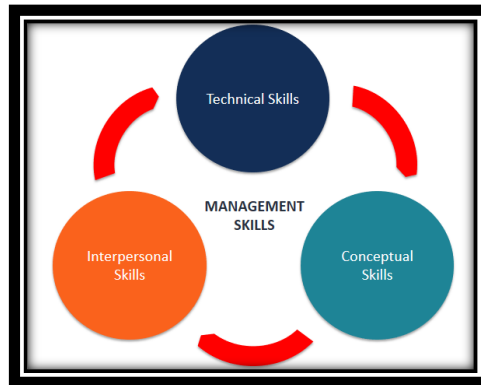 Technical Skills
MANAGEMENT
SKILLS
Interpersonal
Skills
Conceptual
Skills